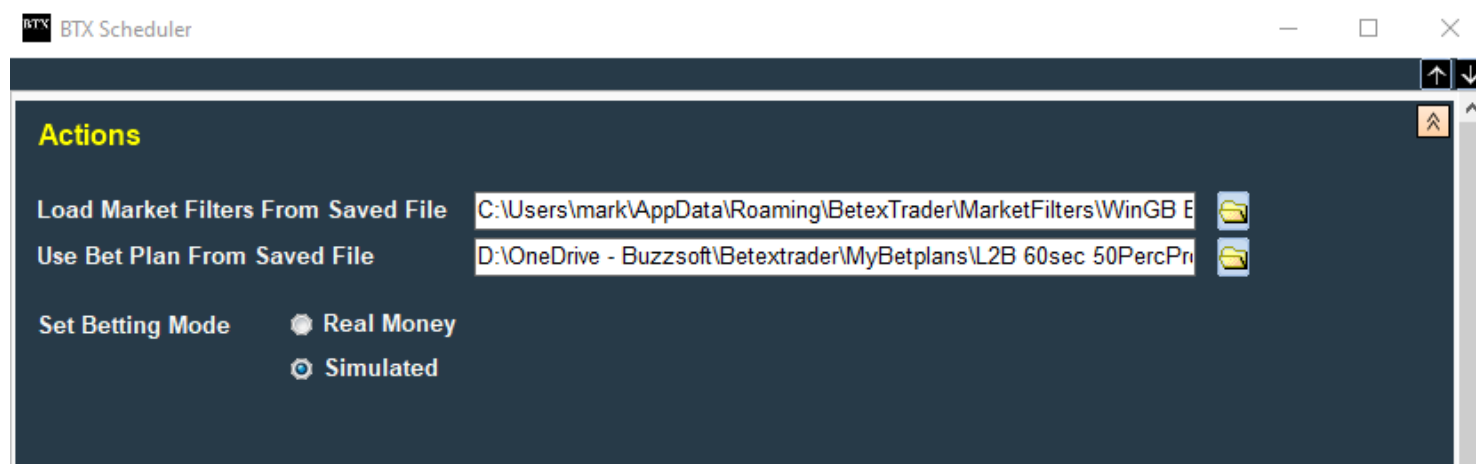 BTX BTX Scheduler
Actions
Load Market Filters From Saved File C:\Users\mark\AppData\Roaming\BetexTrader\MarketFilters\WinGB
Use Bet Plan From Saved File D:\OneDrive - Buzzsoft\Betextrader\MyBetplans\L2B 60sec
Set Betting Mode Real Money
Simulated